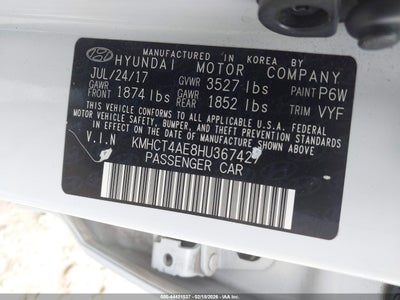 MANUFACTURED IN KOREA BY
HYUNDAI MOTOR COMPANY
JUL/24/17 GVWR 3527 lbs PAINT P6W
GAWR FRONT 1874 lbs GAWR REAR 1852 lbs TRIM VYF
THIS VEHICLE CONFORMS TO ALL APPLICABLE U.S.A. FEDERAL
MOTOR VEHICLE SAFETY, BUMPER, AND THEFT PREVENTION
STANDARDS IN EFFECT ON THE DATE OF MANUFACTURE
SHOWN ABOVE.
V.I.N KMHCT4AE8HU36742
PASSENGER CAR